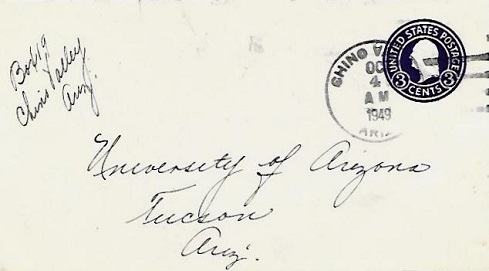 Box 19
Chino Valley
Ariz.
CHINO VA
OC
4
AM
1949
ARIZ
UNITED STATES POSTAGE
3 CENTS 3
University of Arizona
Tucson
Ariz.